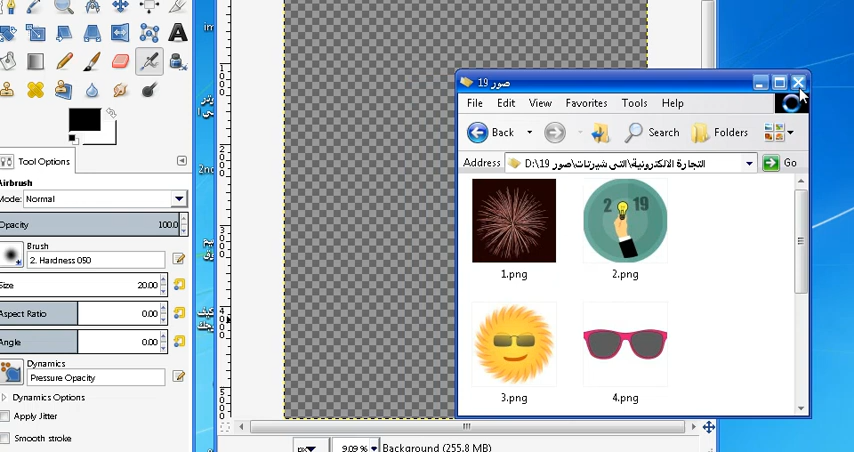 Tool Options
Airbrush
Mode: Normal
Opacity 100.0
Brush
2. Hardness 050
Size 20.00
Aspect Ratio 0.00
Angle 0.00
Dynamics
Pressure Opacity
Dynamics Options
Apply Jitter
Smooth stroke
2nd
صور 19
File Edit View Favorites Tools Help
Back Search Folders
Address D:\التجارة الالكترونية\التى شيرتات\صور 19 Go
2 19
1.png 2.png
3.png 4.png
px 9.09 % Background (255.8 MB)